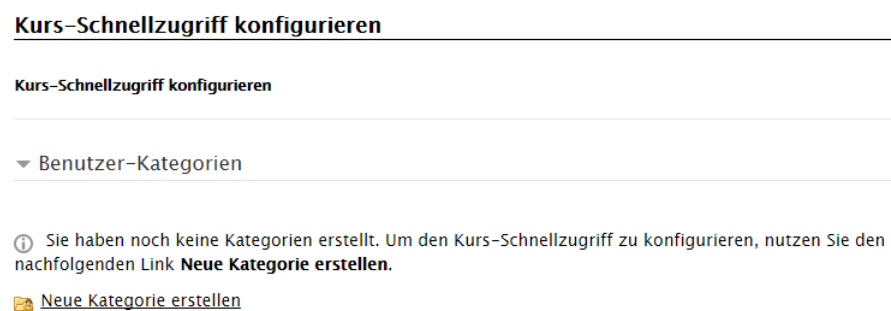 Kurs-Schnellzugriff konfigurieren
Kurs-Schnellzugriff konfigurieren
Benutzer-Kategorien
Sie haben noch keine Kategorien erstellt. Um den Kurs-Schnellzugriff zu konfigurieren, nutzen Sie den
nachfolgenden Link Neue Kategorie erstellen.
Neue Kategorie erstellen